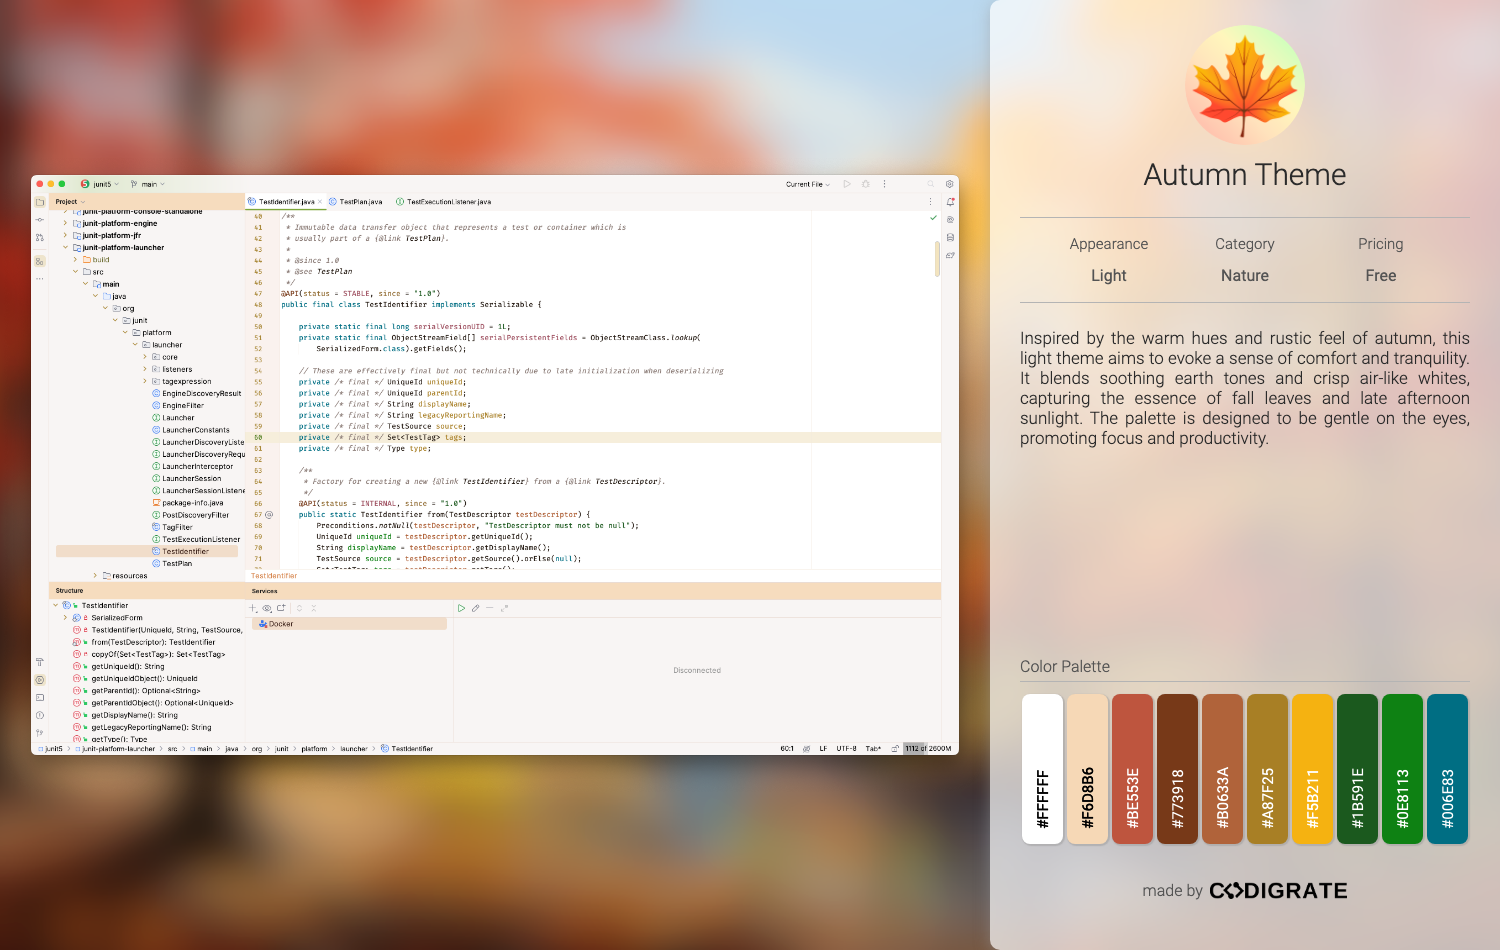 junit5
main
Current File
Project
junit-platform-console-standalone
junit-platform-engine
junit-platform-jfr
junit-platform-launcher
build
src
main
java
org
junit
platform
launcher
core
listeners
tagexpression
EngineDiscoveryResult
EngineFilter
Launcher
LauncherConstants
LauncherDiscoveryListe
LauncherDiscoveryRequ
LauncherInterceptor
LauncherSession
LauncherSessionListene
package-info.java
PostDiscoveryFilter
TagFilter
TestExecutionListener
TestIdentifier
TestPlan
resources
TestIdentifier.java
TestPlan.java
TestExecutionListener.java
40 /**
41 * Immutable data transfer object that represents a test or container which is
42 * usually part of a {@link TestPlan}.
43 *
44 * @since 1.0
45 * @see TestPlan
46 */
47 @API(status = STABLE, since = "1.0")
48 public final class TestIdentifier implements Serializable {
49
50 private static final long serialVersionUID = 1L;
51 private static final ObjectStreamField[] serialPersistentFields = ObjectStreamClass.lookup(
52 SerializedForm.class).getFields();
53
54 // These are effectively final but not technically due to late initialization when deserializing
55 private /* final */ UniqueId uniqueId;
56 private /* final */ UniqueId parentId;
57 private /* final */ String displayName;
58 private /* final */ String legacyReportingName;
59 private /* final */ TestSource source;
60 private /* final */ Set<TestTag> tags;
61 private /* final */ Type type;
62
63 /**
64 * Factory for creating a new {@link TestIdentifier} from a {@link TestDescriptor}.
65 */
66 @API(status = INTERNAL, since = "1.0")
67 public static TestIdentifier from(TestDescriptor testDescriptor) {
68 Preconditions.notNull(testDescriptor, "TestDescriptor must not be null");
69 UniqueId uniqueId = testDescriptor.getUniqueId();
70 String displayName = testDescriptor.getDisplayName();
71 TestSource source = testDescriptor.getSource().orElse(null);
TestIdentifier
Structure
TestIdentifier
SerializedForm
TestIdentifier(UniqueId, String, TestSource,
from(TestDescriptor): TestIdentifier
copyOf(Set<TestTag>): Set<TestTag>
getUniqueId(): String
getUniqueIdObject(): UniqueId
getParentId(): Optional<String>
getParentIdObject(): Optional<UniqueId>
getDisplayName(): String
getLegacyReportingName(): String
getType(): Type
Services
Docker
Disconnected
junit5 > junit-platform-launcher > src > main > java > org > junit > platform > launcher > TestIdentifier
60:1 LF UTF-8 Tab* 1112 of 2600M
Autumn Theme
Appearance Category Pricing
Light Nature Free
Inspired by the warm hues and rustic feel of autumn, this
light theme aims to evoke a sense of comfort and tranquility.
It blends soothing earth tones and crisp air-like whites,
capturing the essence of fall leaves and late afternoon
sunlight. The palette is designed to be gentle on the eyes,
promoting focus and productivity.
Color Palette
#FFFFFF
#F6D8B6
#BE553E
#773918
#B0633A
#A87F25
#F5B211
#1B591E
#0E8113
#006E83
made by CODIGRATE